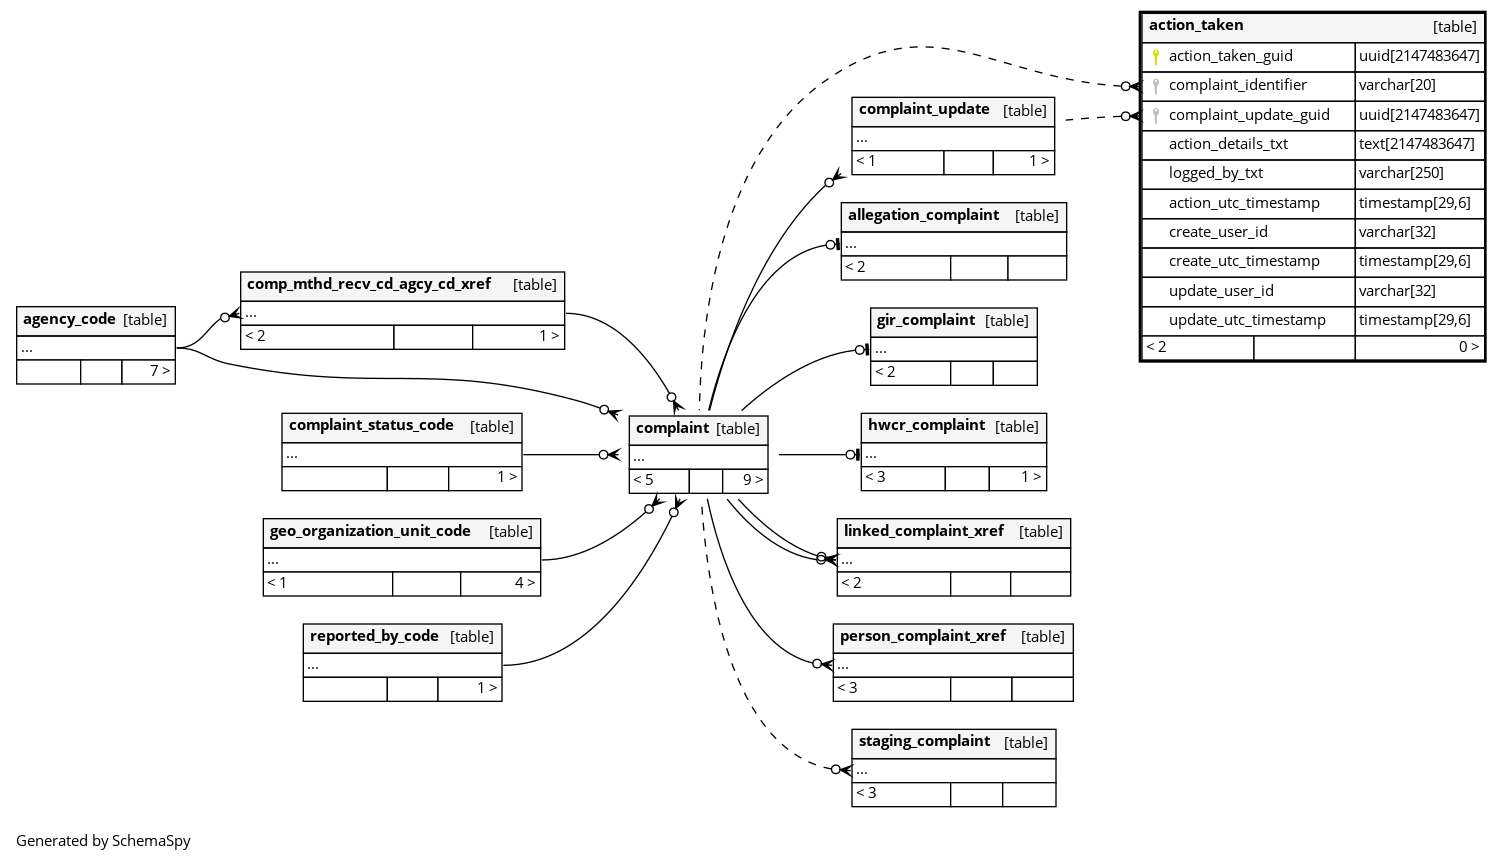 action_taken [table]
action_taken_guid uuid[2147483647]
complaint_identifier varchar[20]
complaint_update_guid uuid[2147483647]
action_details_txt text[2147483647]
logged_by_txt varchar[250]
action_utc_timestamp timestamp[29,6]
create_user_id varchar[32]
create_utc_timestamp timestamp[29,6]
update_user_id varchar[32]
update_utc_timestamp timestamp[29,6]
< 2 0 >
complaint_update [table]
...
< 1 1 >
allegation_complaint [table]
...
< 2
comp_mthd_recv_cd_agcy_cd_xref [table]
...
< 2 1 >
agency_code [table]
...
7 >
gir_complaint [table]
...
< 2
complaint_status_code [table]
...
1 >
complaint [table]
...
< 5 9 >
hwcr_complaint [table]
...
< 3 1 >
geo_organization_unit_code [table]
...
< 1 4 >
linked_complaint_xref [table]
...
< 2
reported_by_code [table]
...
1 >
person_complaint_xref [table]
...
< 3
staging_complaint [table]
...
< 3
Generated by SchemaSpy